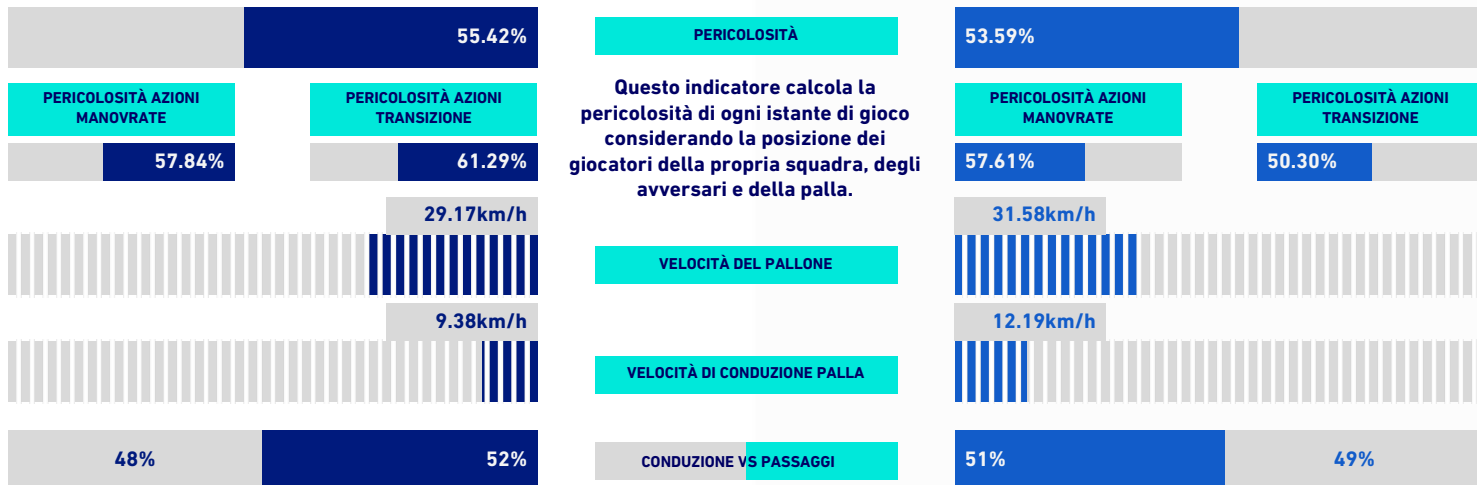 55.42%
PERICOLOSITÀ
53.59%
PERICOLOSITÀ AZIONI
MANOVRATE
57.84%
PERICOLOSITÀ AZIONI
TRANSIZIONE
61.29%
Questo indicatore calcola la
pericolosità di ogni istante di gioco
considerando la posizione dei
giocatori della propria squadra, degli
avversari e della palla.
PERICOLOSITÀ AZIONI
MANOVRATE
57.61%
PERICOLOSITÀ AZIONI
TRANSIZIONE
50.30%
29.17km/h
VELOCITÀ DEL PALLONE
31.58km/h
9.38km/h
VELOCITÀ DI CONDUZIONE PALLA
12.19km/h
48%
52%
CONDUZIONE VS PASSAGGI
51%
49%